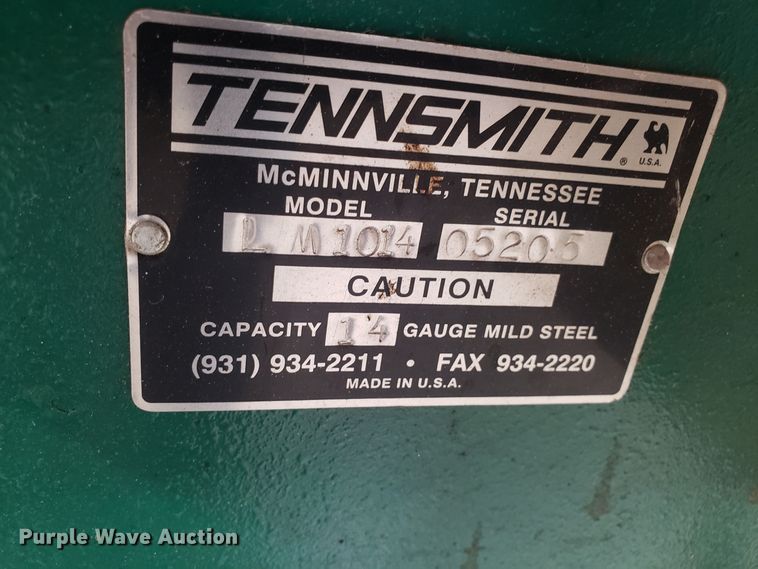 TENNSMITH
® U.S.A.
McMINNVILLE, TENNESSEE
MODEL SERIAL
LM1014 05205
CAUTION
CAPACITY 14 GAUGE MILD STEEL
(931) 934-2211 • FAX 934-2220
MADE IN U.S.A.
Purple Wave Auction